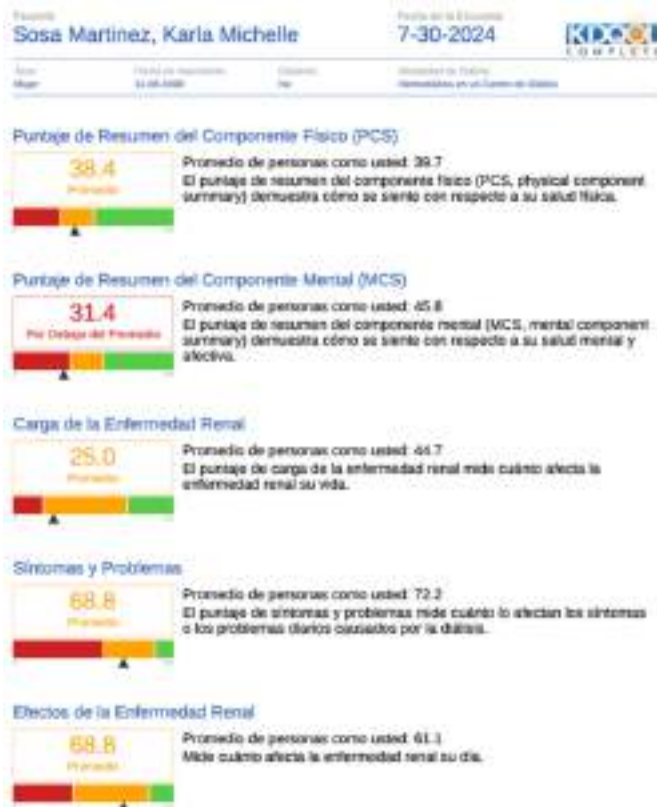 Paciente
Sosa Martinez, Karla Michelle
7-30-2024
KDQOL
COMPLETE
Mujer
No
Puntaje de Resumen del Componente Físico (PCS)
38.4
Promedio
Promedio de personas como usted: 39.7
El puntaje de resumen del componente físico (PCS, physical component
summary) demuestra cómo se siente con respecto a su salud física.
Puntaje de Resumen del Componente Mental (MCS)
31.4
Por Debajo del Promedio
Promedio de personas como usted: 45.8
El puntaje de resumen del componente mental (MCS, mental component
summary) demuestra cómo se siente con respecto a su salud mental y
afectiva.
Carga de la Enfermedad Renal
25.0
Promedio
Promedio de personas como usted: 44.7
El puntaje de carga de la enfermedad renal mide cuánto afecta la
enfermedad renal su vida.
Síntomas y Problemas
68.8
Promedio
Promedio de personas como usted: 72.2
El puntaje de síntomas y problemas mide cuánto lo afectan los síntomas
o los problemas diarios causados por la diálisis.
Efectos de la Enfermedad Renal
68.8
Promedio
Promedio de personas como usted: 61.1
Mide cuánto afecta la enfermedad renal su día.